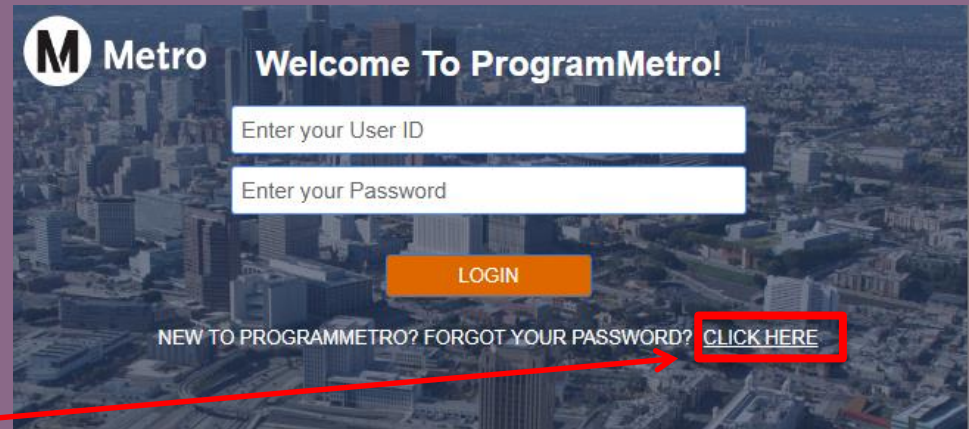 M Metro
Welcome To ProgramMetro!
Enter your User ID
Enter your Password
LOGIN
NEW TO PROGRAMMETRO? FORGOT YOUR PASSWORD? CLICK HERE